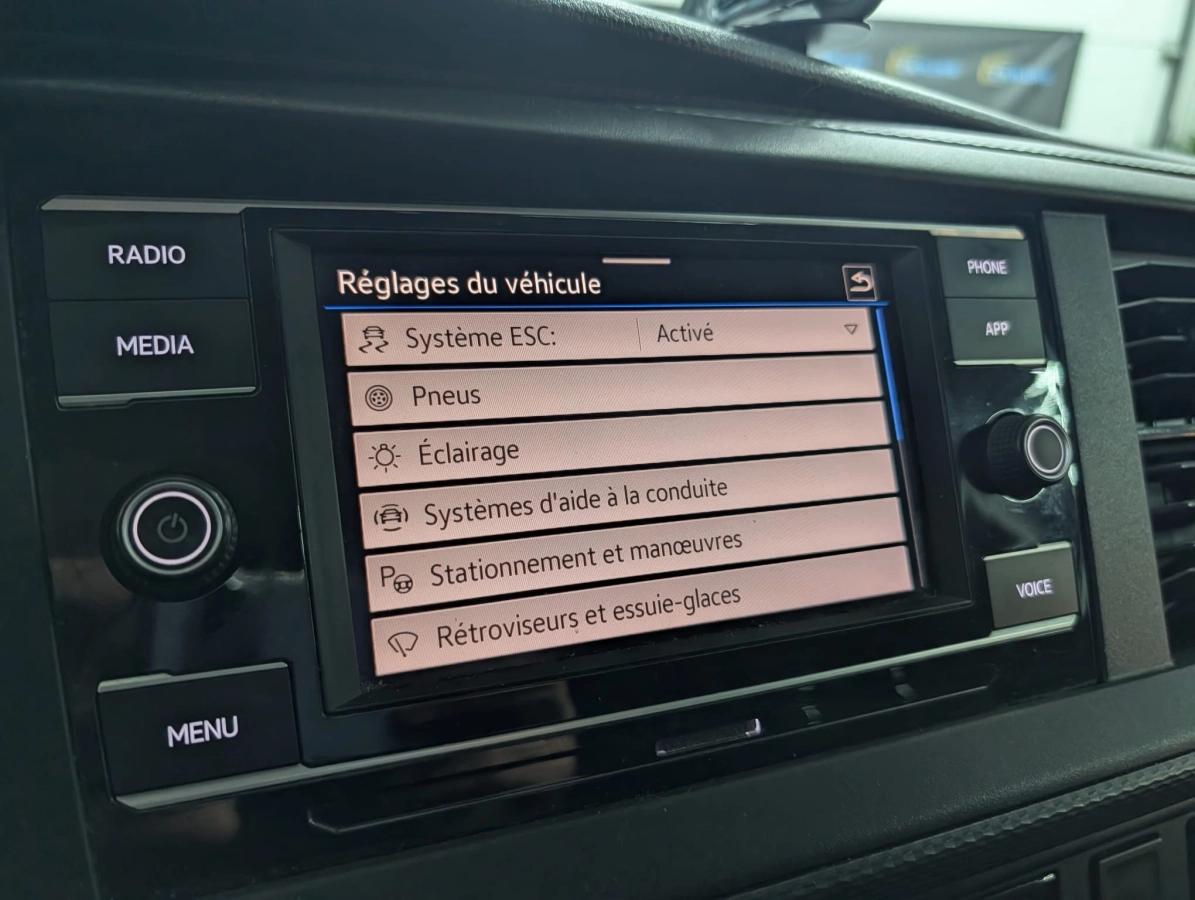 RADIO
MEDIA
MENU
Réglages du véhicule
Système ESC: Activé
Pneus
Éclairage
Systèmes d'aide à la conduite
P Stationnement et manœuvres
Rétroviseurs et essuie-glaces
PHONE
APP
VOICE